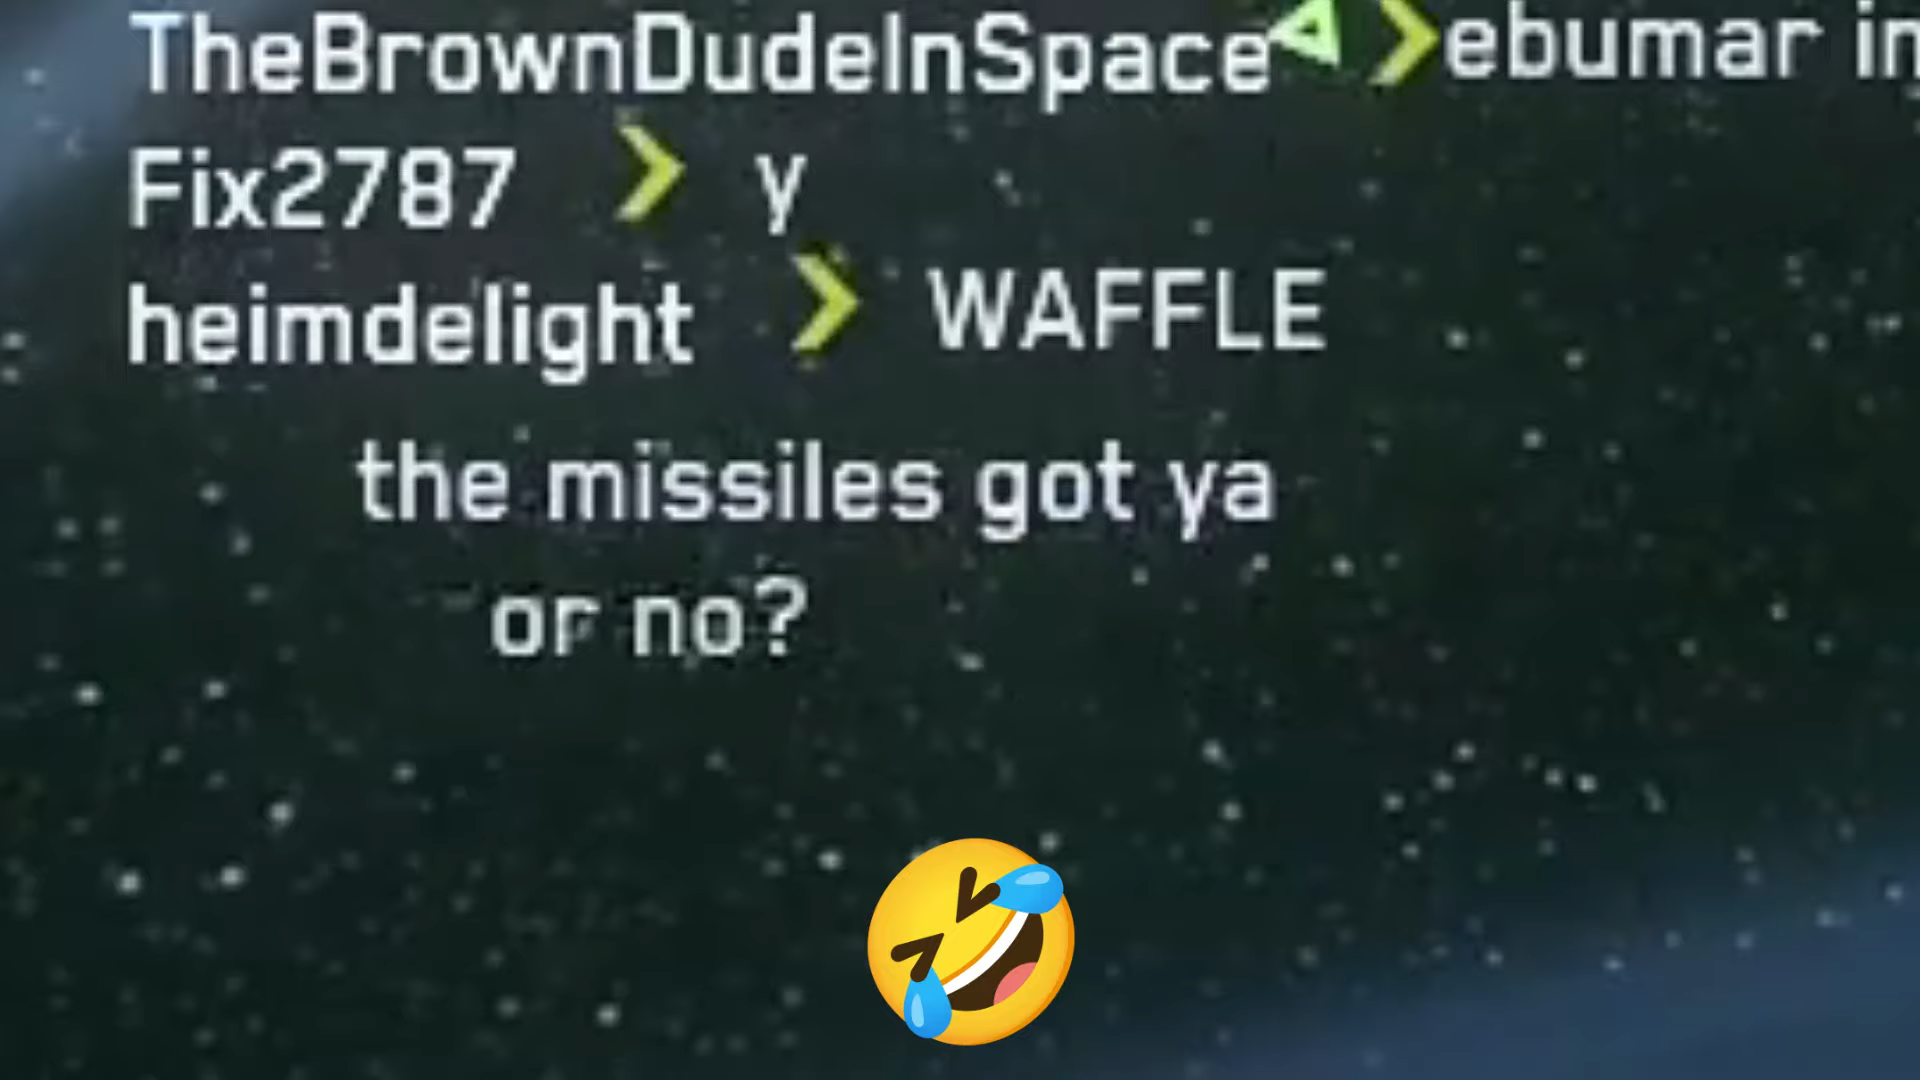 TheBrownDudeInSpace > ebumar in
Fix2787 > y
heimdelight > WAFFLE
the missiles got ya
or no?